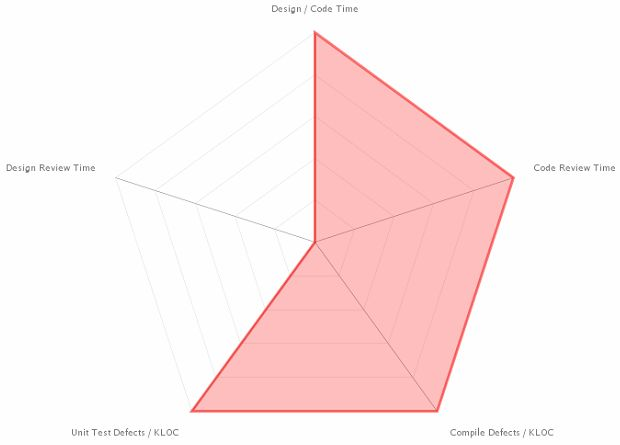 Design / Code Time
Design Review Time
Code Review Time
Unit Test Defects / KLOC
Compile Defects / KLOC